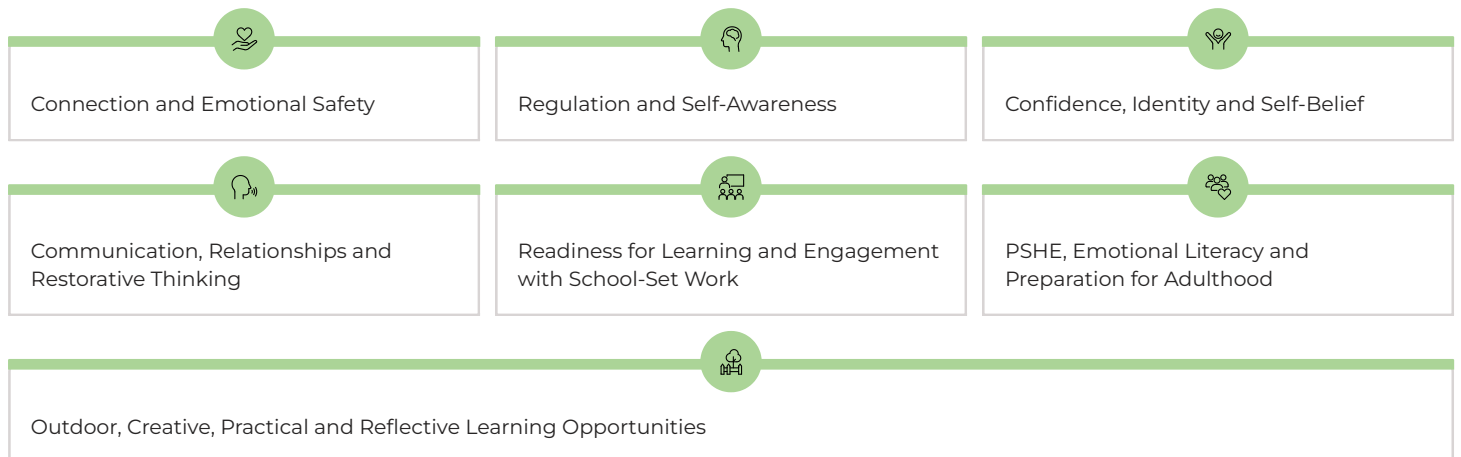 Connection and Emotional Safety
Regulation and Self-Awareness
Confidence, Identity and Self-Belief
Communication, Relationships and
Restorative Thinking
Readiness for Learning and Engagement
with School-Set Work
PSHE, Emotional Literacy and
Preparation for Adulthood
Outdoor, Creative, Practical and Reflective Learning Opportunities